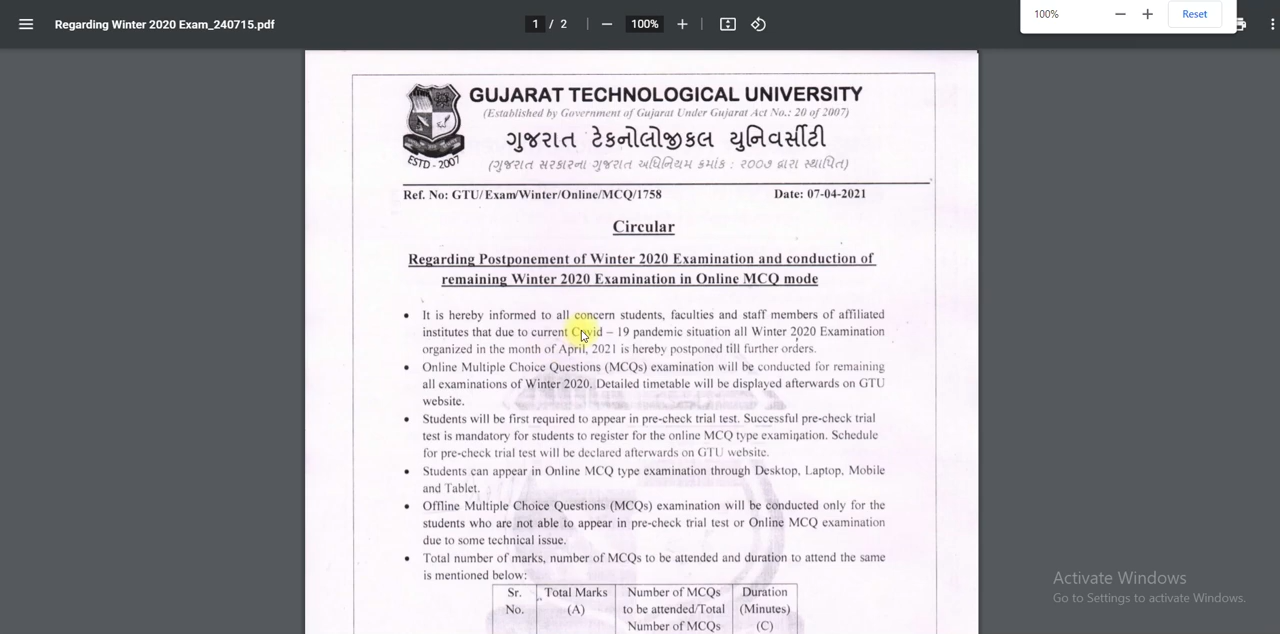 Regarding Winter 2020 Exam_240715.pdf
1 / 2
100%
100%
Reset
GUJARAT TECHNOLOGICAL UNIVERSITY
(Established by Government of Gujarat Under Gujarat Act No.: 20 of 2007)
ગુજરાત ટેકનોલોજીકલ યુનિવર્સીટી
(ગુજરાત સરકારના ગુજરાત અધિનિયમ ક્રમાંક : ૨૦૦૭ દ્વારા સ્થાપિત)
ESTD - 2007
Ref. No: GTU/Exam/Winter/Online/MCQ/1758 Date: 07-04-2021
Circular
Regarding Postponement of Winter 2020 Examination and conduction of
remaining Winter 2020 Examination in Online MCQ mode
• It is hereby informed to all concern students, faculties and staff members of affiliated
institutes that due to current Covid – 19 pandemic situation all Winter 2020 Examination
organized in the month of April, 2021 is hereby postponed till further orders.
• Online Multiple Choice Questions (MCQs) examination will be conducted for remaining
all examinations of Winter 2020. Detailed timetable will be displayed afterwards on GTU
website.
• Students will be first required to appear in pre-check trial test. Successful pre-check trial
test is mandatory for students to register for the online MCQ type examination. Schedule
for pre-check trial test will be declared afterwards on GTU website.
• Students can appear in Online MCQ type examination through Desktop, Laptop, Mobile
and Tablet.
• Offline Multiple Choice Questions (MCQs) examination will be conducted only for the
students who are not able to appear in pre-check trial test or Online MCQ examination
due to some technical issue.
• Total number of marks, number of MCQs to be attended and duration to attend the same
is mentioned below:
Sr. Total Marks Number of MCQs Duration
No. (A) to be attended/Total (Minutes)
Number of MCQs (C)
Activate Windows
Go to Settings to activate Windows.